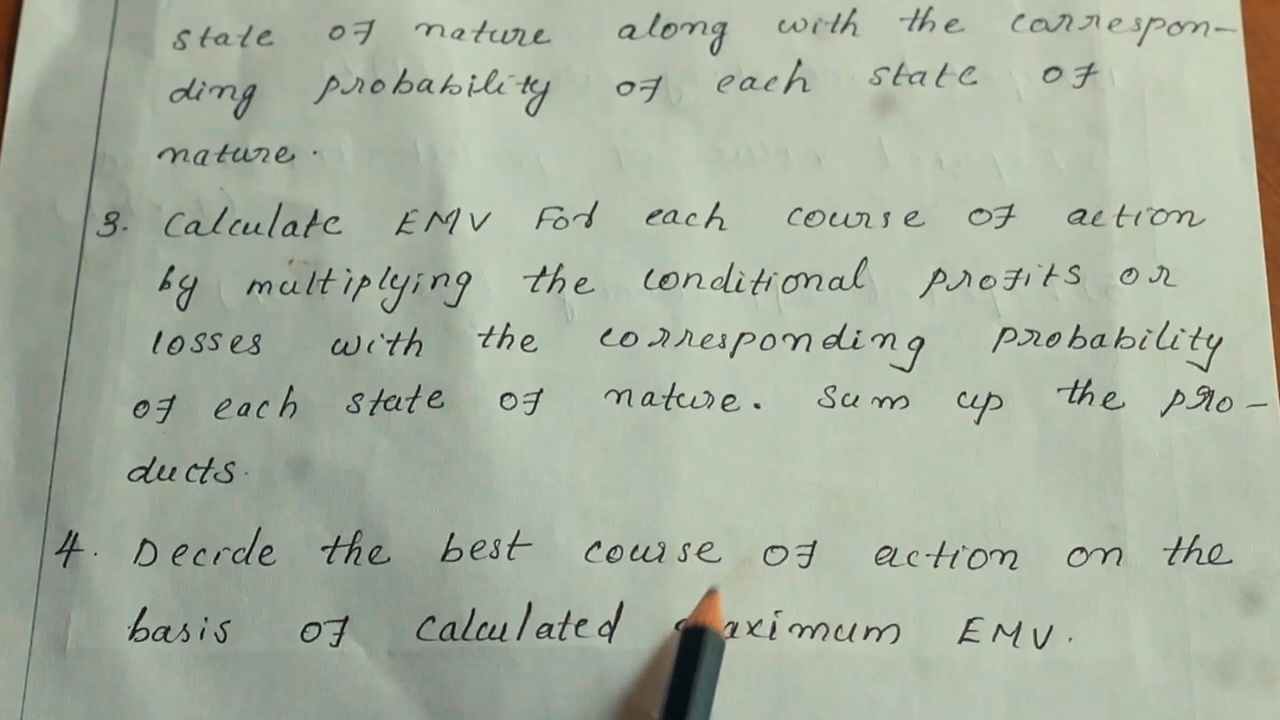 state of nature along with the correspon-
ding probability of each state of
nature.
3. Calculate EMV For each course of action
by multiplying the conditional profits or
losses with the corresponding probability
of each state of nature. Sum up the pro-
ducts.
4. Decide the best course of action on the
basis of calculated maximum EMV.